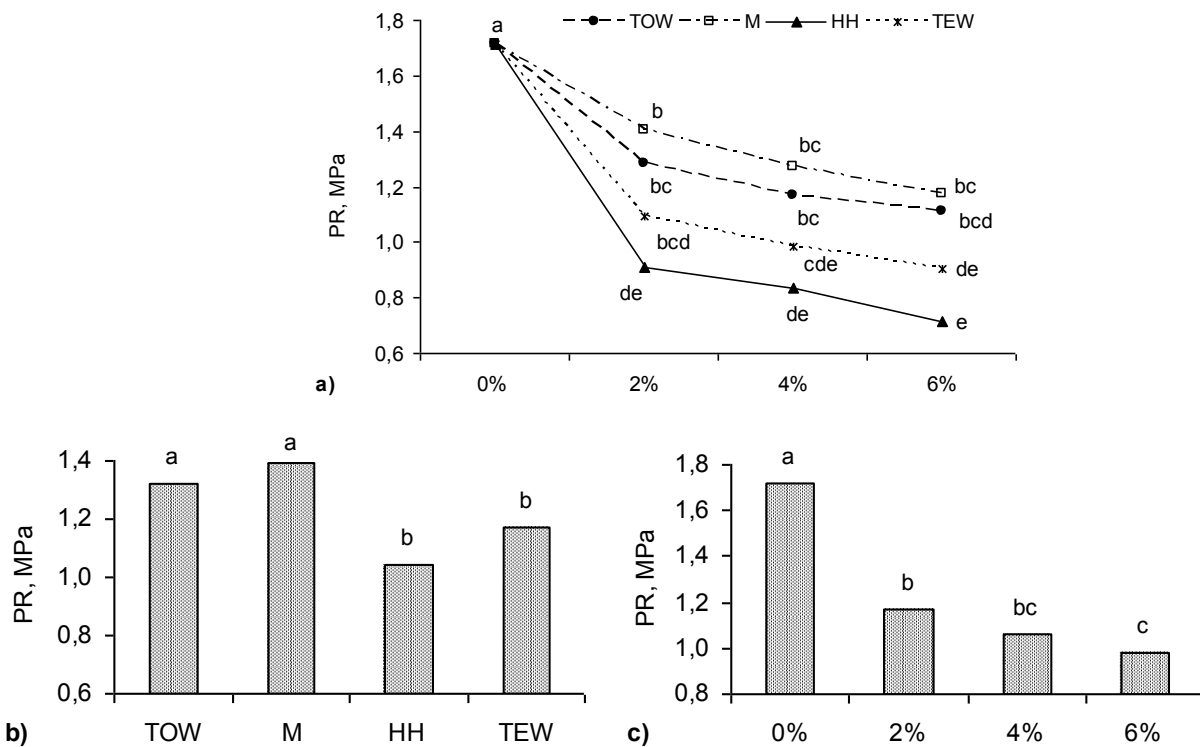 TOW M HH TEW
1,8
1,6
1,4
1,2
1,0
0,8
0,6
PR, MPa
a
b
bc
bc
bc
bc
bcd
bcd
cde
de
de
de
e
a) 0% 2% 4% 6%
1,4
1,2
1,0
0,8
0,6
PR, MPa
a
a
b
b
b) TOW M HH TEW
1,8
1,6
1,4
1,2
1,0
0,8
PR, MPa
a
b
bc
c
c) 0% 2% 4% 6%